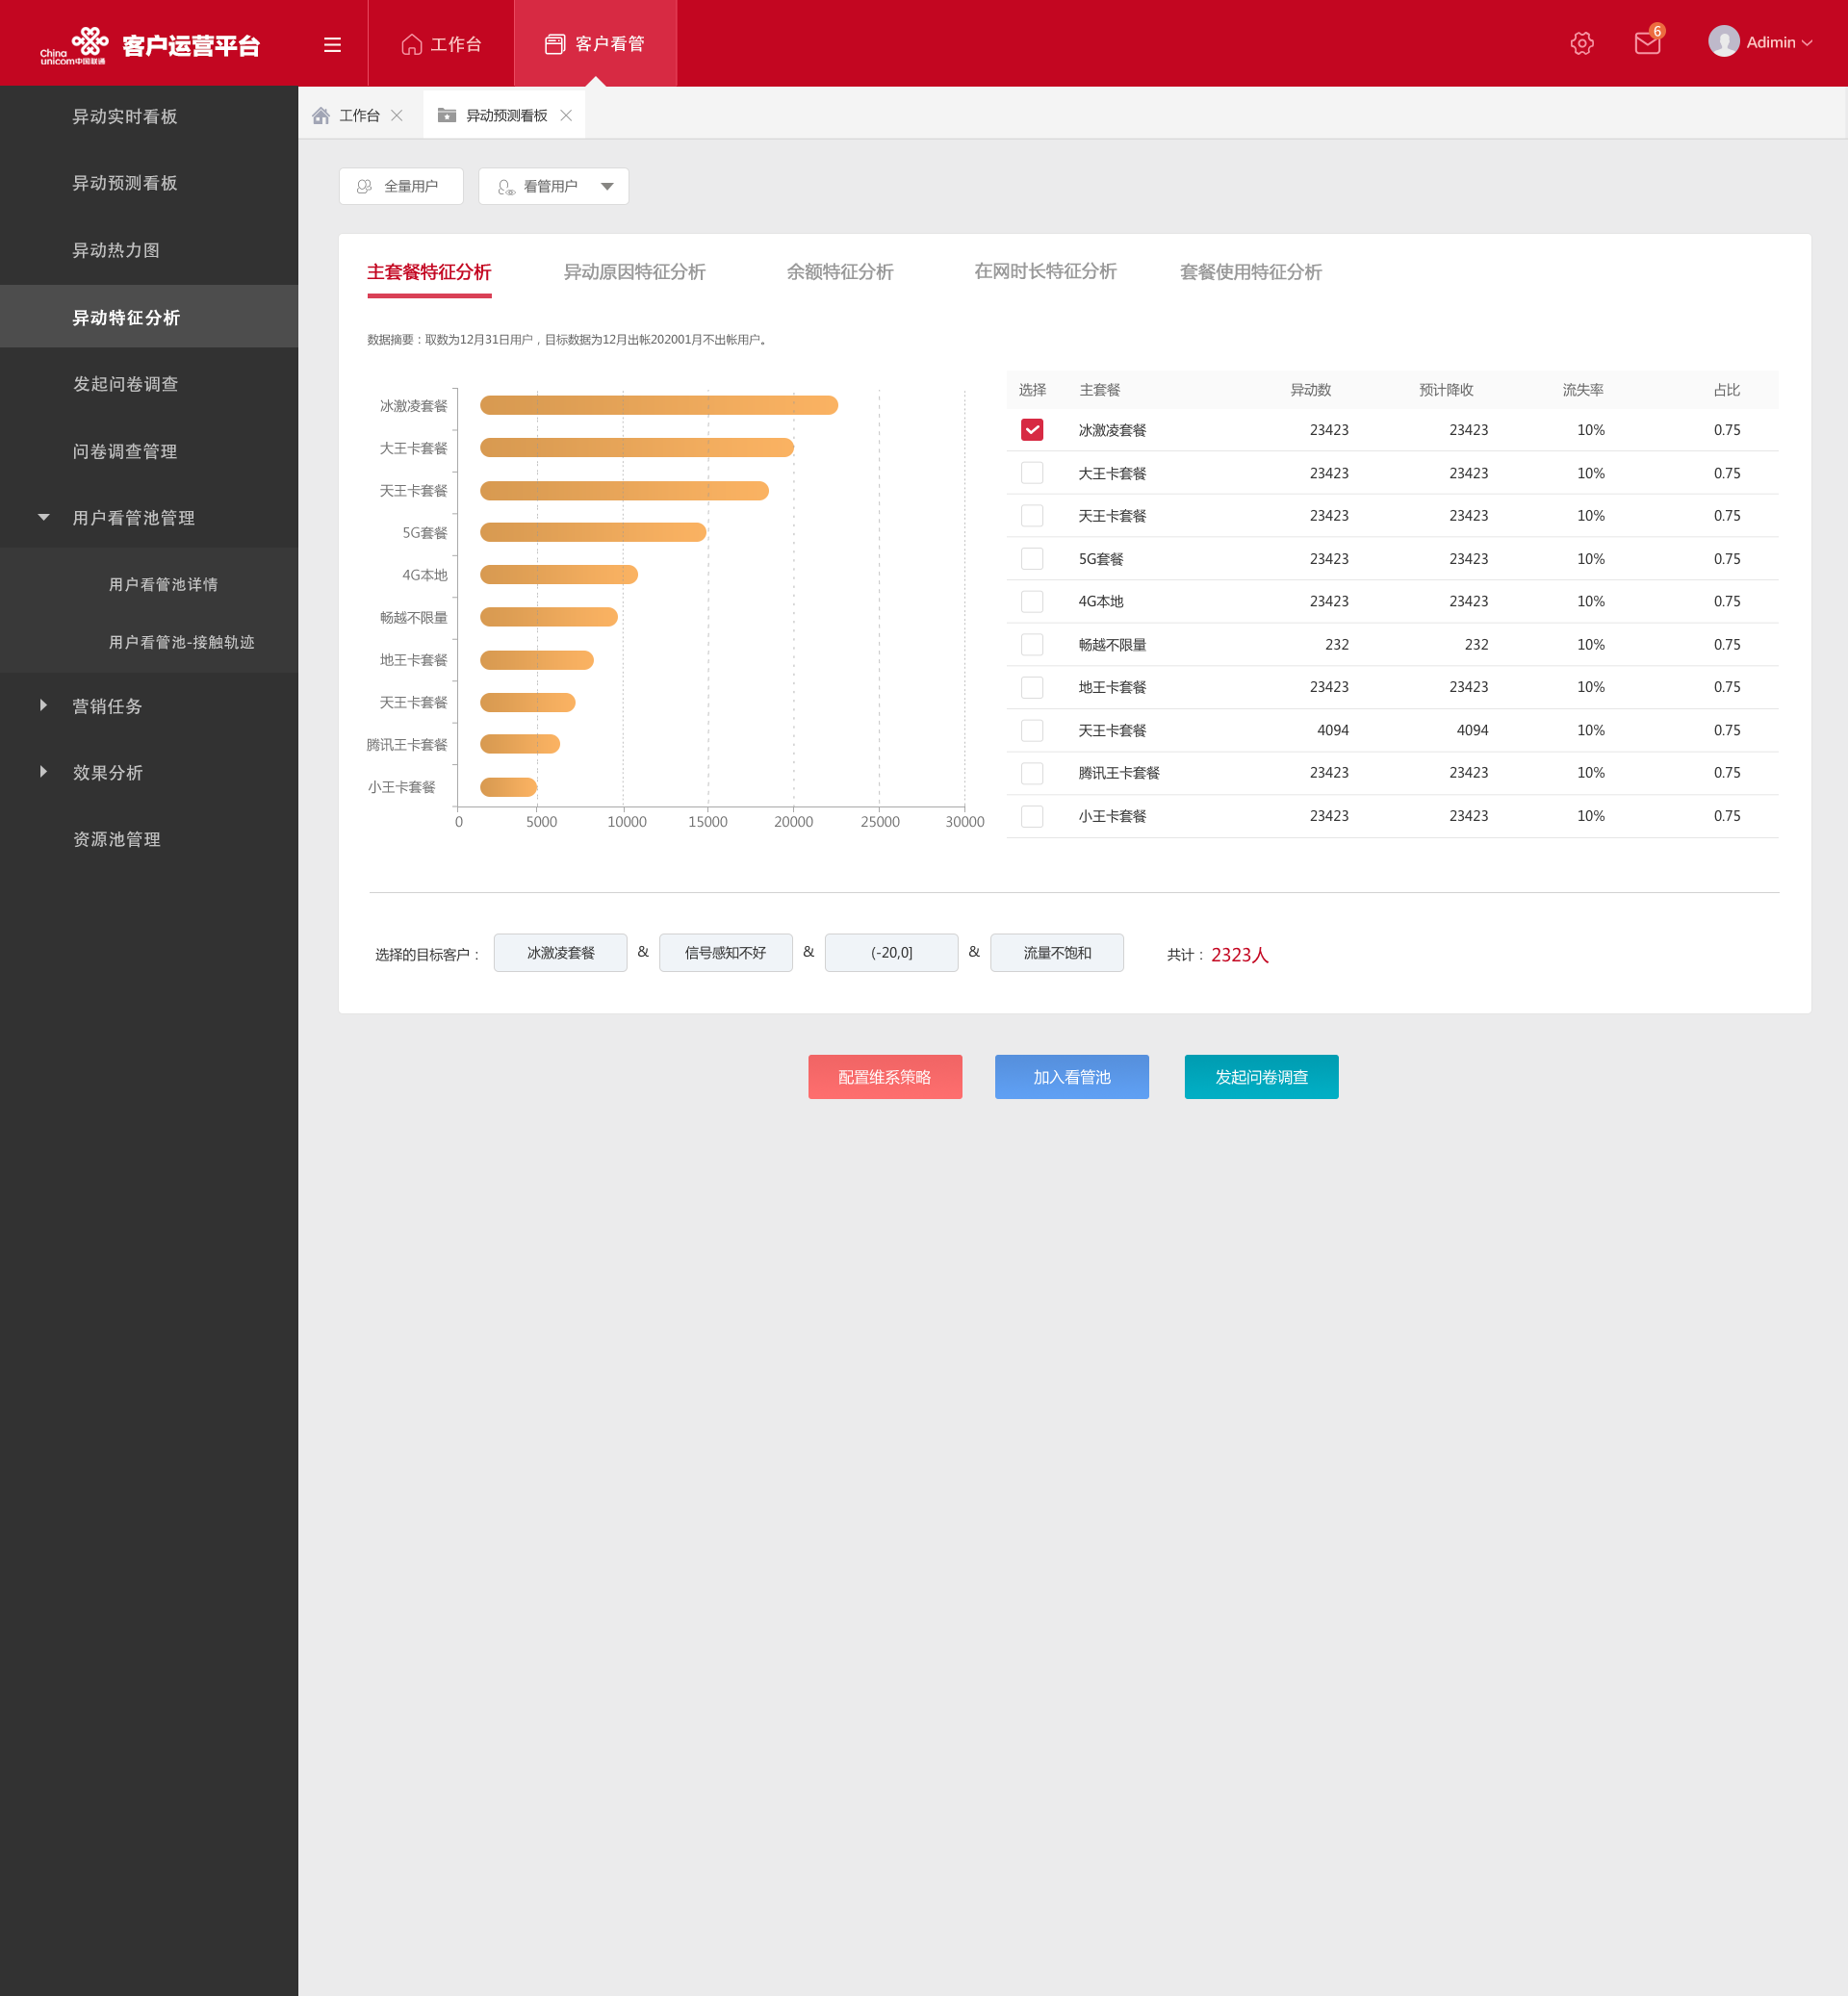 China
unicom中国联通
客户运营平台
工作台
客户看管
6
Adimin
异动实时看板
异动预测看板
异动热力图
异动特征分析
发起问卷调查
问卷调查管理
用户看管池管理
用户看管池详情
用户看管池-接触轨迹
营销任务
效果分析
资源池管理
工作台
异动预测看板
全量用户
看管用户
主套餐特征分析 异动原因特征分析 余额特征分析 在网时长特征分析 套餐使用特征分析
数据摘要：取数为12月31日用户，目标数据为12月出帐202001月不出帐用户。
冰激凌套餐
大王卡套餐
天王卡套餐
5G套餐
4G本地
畅越不限量
地王卡套餐
天王卡套餐
腾讯王卡套餐
小王卡套餐
0 5000 10000 15000 20000 25000 30000
选择 主套餐 异动数 预计降收 流失率 占比
冰激凌套餐 23423 23423 10% 0.75
大王卡套餐 23423 23423 10% 0.75
天王卡套餐 23423 23423 10% 0.75
5G套餐 23423 23423 10% 0.75
4G本地 23423 23423 10% 0.75
畅越不限量 232 232 10% 0.75
地王卡套餐 23423 23423 10% 0.75
天王卡套餐 4094 4094 10% 0.75
腾讯王卡套餐 23423 23423 10% 0.75
小王卡套餐 23423 23423 10% 0.75
选择的目标客户： 冰激凌套餐 & 信号感知不好 & (-20,0] & 流量不饱和 共计：2323人
配置维系策略 加入看管池 发起问卷调查